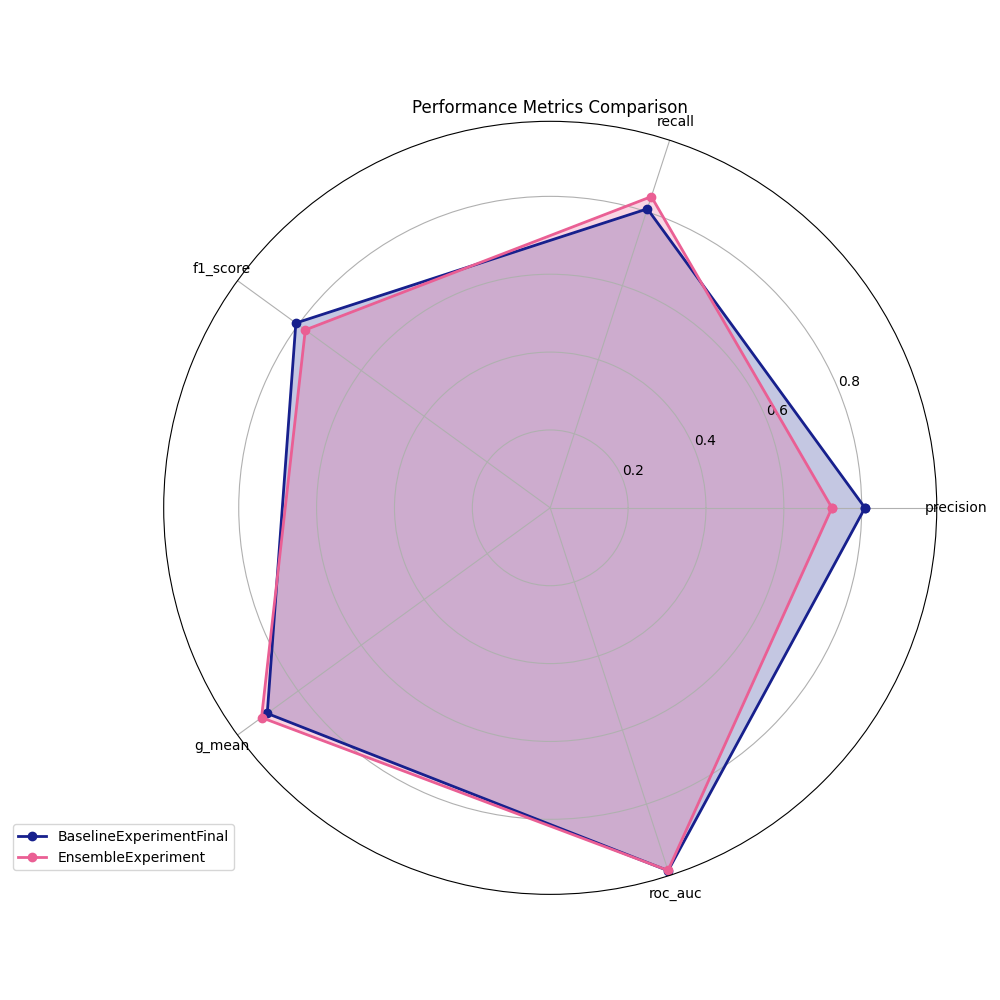 Performance Metrics Comparison
recall
f1_score
0.8
0.6
0.4
0.2
precision
g_mean
BaselineExperimentFinal
EnsembleExperiment
roc_auc